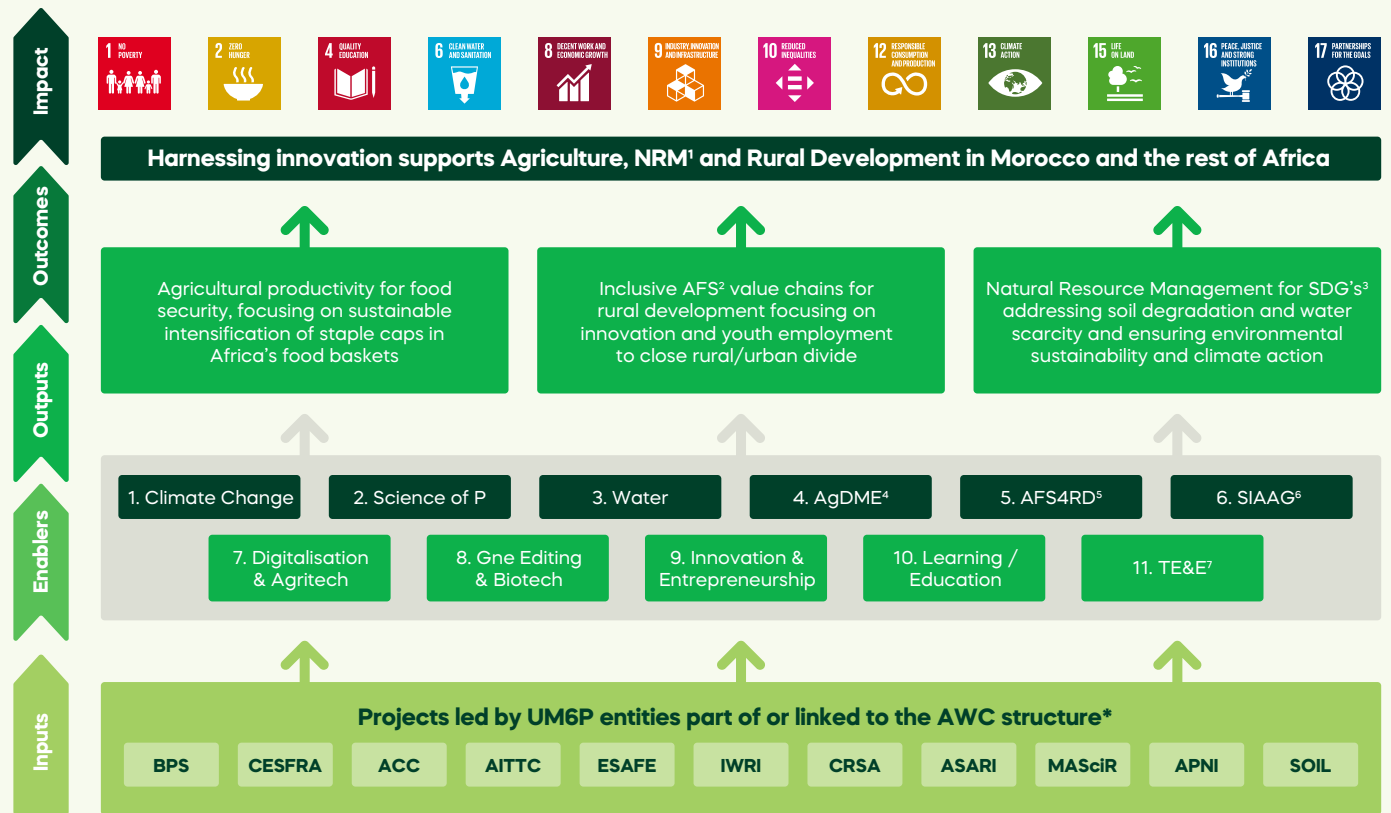 Impact
1 NO POVERTY
2 ZERO HUNGER
4 QUALITY EDUCATION
6 CLEAN WATER AND SANITATION
8 DECENT WORK AND ECONOMIC GROWTH
9 INDUSTRY, INNOVATION AND INFRASTRUCTURE
10 REDUCED INEQUALITIES
12 RESPONSIBLE CONSUMPTION AND PRODUCTION
13 CLIMATE ACTION
15 LIFE ON LAND
16 PEACE, JUSTICE AND STRONG INSTITUTIONS
17 PARTNERSHIPS FOR THE GOALS
Harnessing innovation supports Agriculture, NRM¹ and Rural Development in Morocco and the rest of Africa
Outcomes
Agricultural productivity for food
security, focusing on sustainable
intensification of staple caps in
Africa's food baskets
Inclusive AFS² value chains for
rural development focusing on
innovation and youth employment
to close rural/urban divide
Natural Resource Management for SDG's³
addressing soil degradation and water
scarcity and ensuring environmental
sustainability and climate action
Outputs
1. Climate Change
2. Science of P
3. Water
4. AgDME⁴
5. AFS4RD⁵
6. SIAAG⁶
Enablers
7. Digitalisation
& Agritech
8. Gne Editing
& Biotech
9. Innovation &
Entrepreneurship
10. Learning /
Education
11. TE&E⁷
Inputs
Projects led by UM6P entities part of or linked to the AWC structure*
BPS
CESFRA
ACC
AITTC
ESAFE
IWRI
CRSA
ASARI
MAScIR
APNI
SOIL